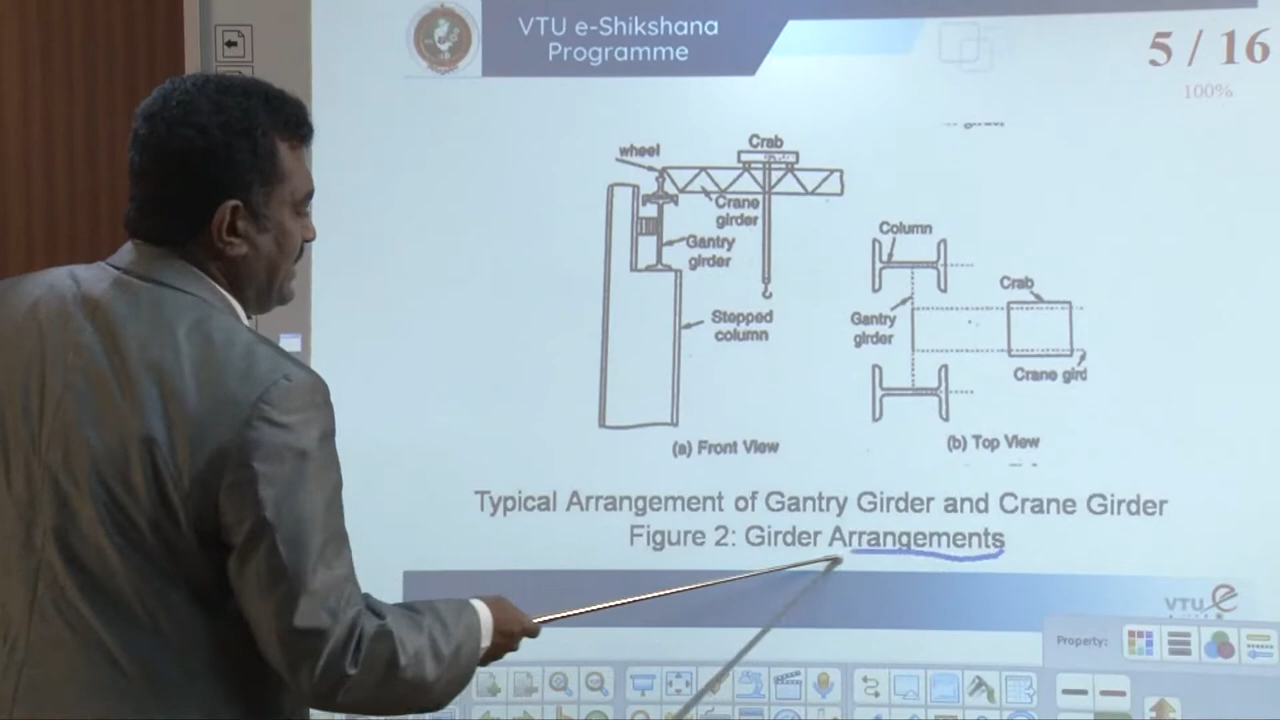 VTU e-Shikshana
Programme
5 / 16
100%
wheel
Crab
Crane
girder
Gantry
girder
Stepped
column
(a) Front View
Column
Crab
Gantry
girder
Crane gird
(b) Top View
Typical Arrangement of Gantry Girder and Crane Girder
Figure 2: Girder Arrangements
VTU e
Property: